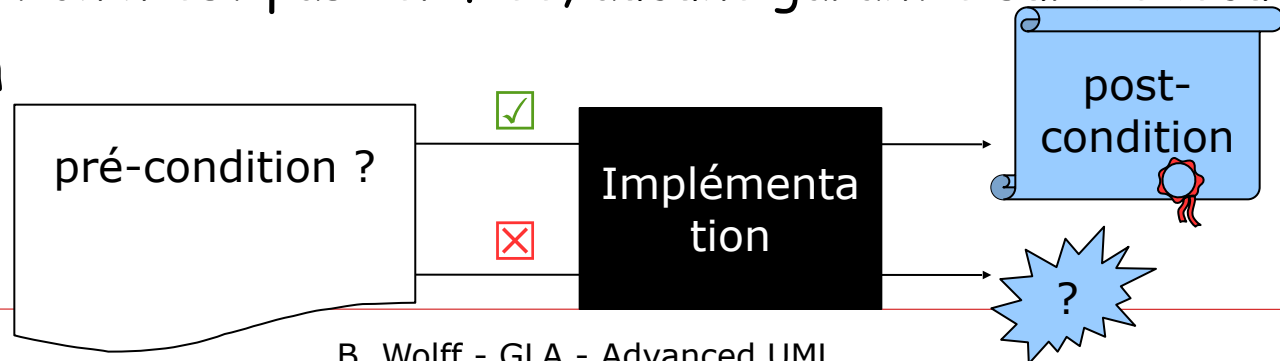 pré-condition ?
Implémenta
tion
post-
condition
?
B. Wolff - GLA - Advanced UML